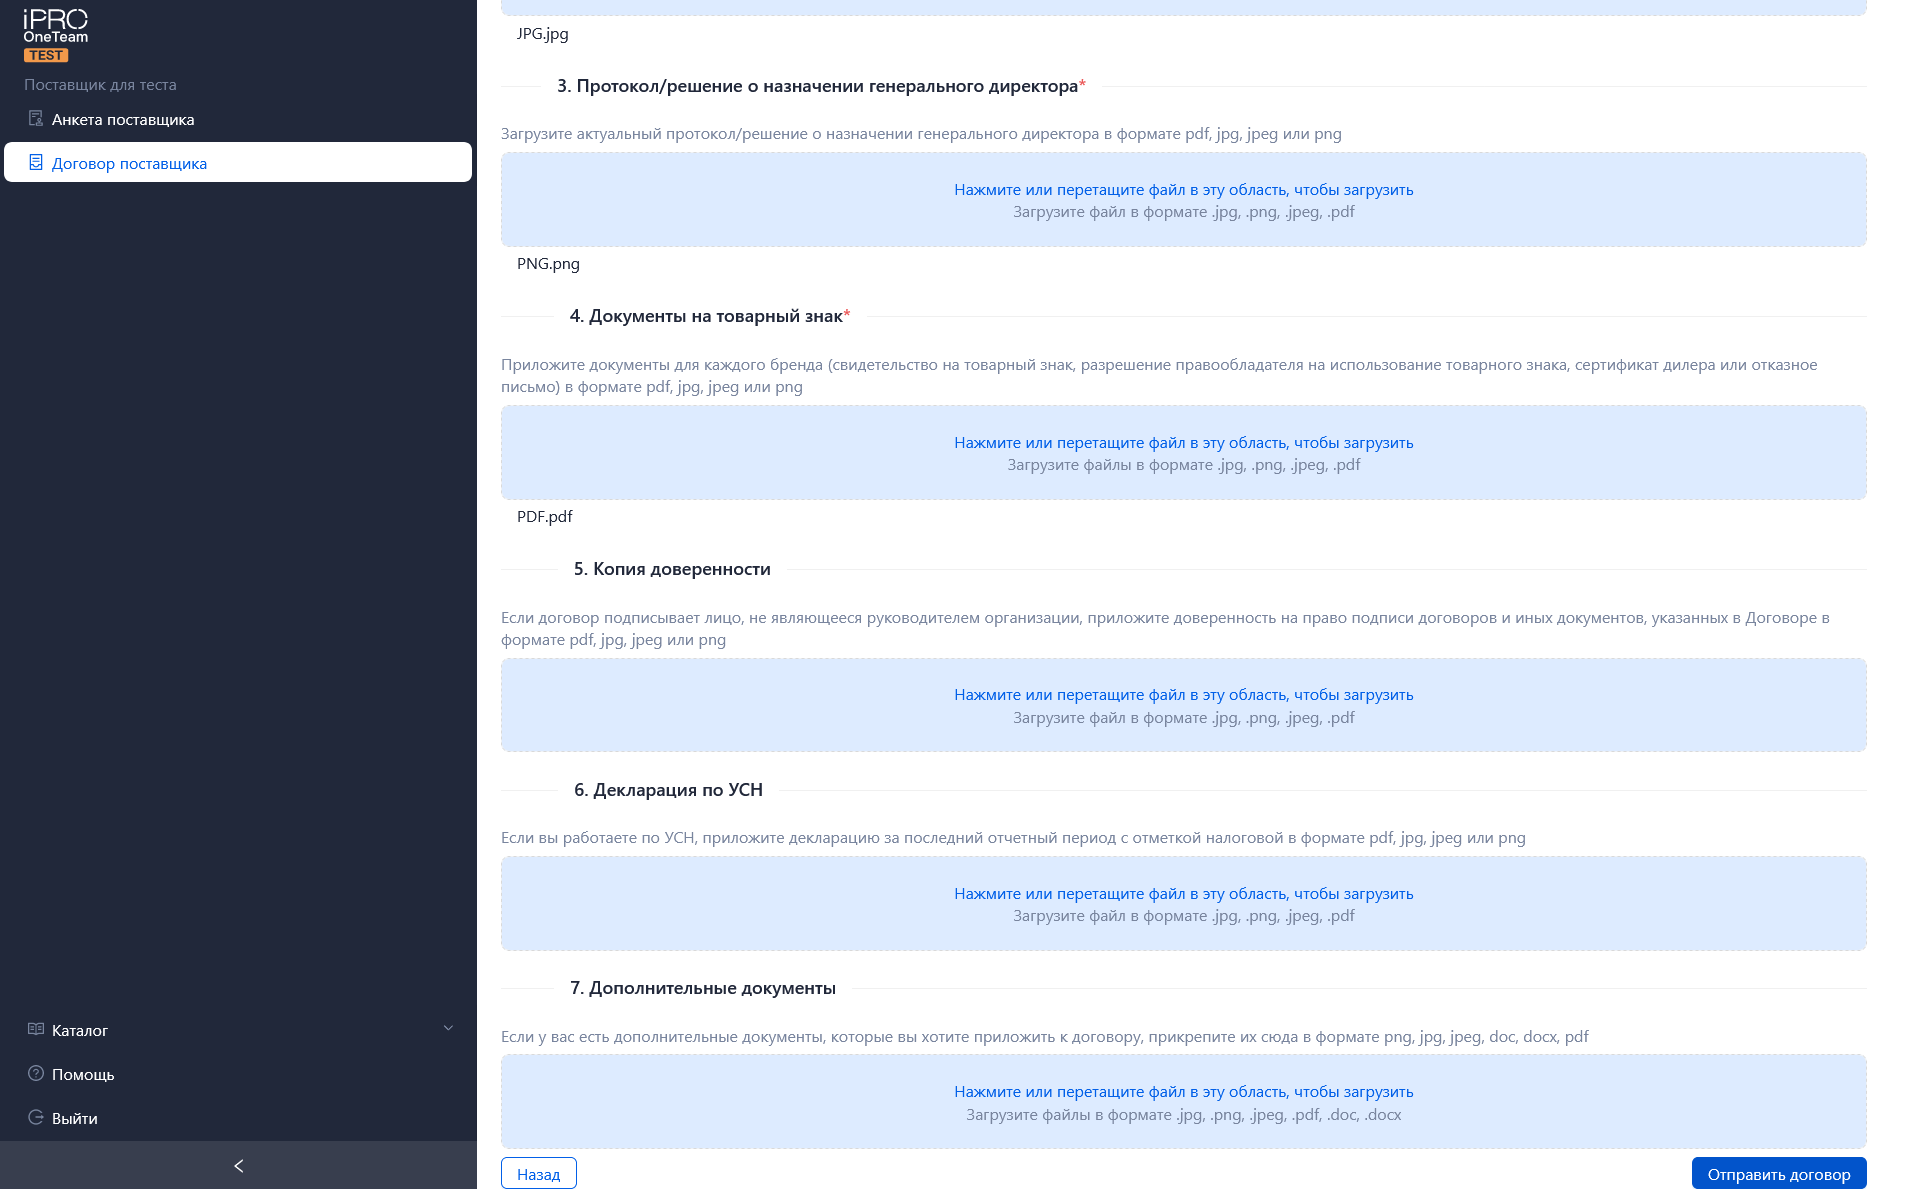 iPRO
OneTeam
TEST
Поставщик для теста
Анкета поставщика
Договор поставщика
Каталог
Помощь
Выйти
JPG.jpg
3. Протокол/решение о назначении генерального директора*
Загрузите актуальный протокол/решение о назначении генерального директора в формате pdf, jpg, jpeg или png
Нажмите или перетащите файл в эту область, чтобы загрузить
Загрузите файл в формате .jpg, .png, .jpeg, .pdf
PNG.png
4. Документы на товарный знак*
Приложите документы для каждого бренда (свидетельство на товарный знак, разрешение правообладателя на использование товарного знака, сертификат дилера или отказное
письмо) в формате pdf, jpg, jpeg или png
Нажмите или перетащите файл в эту область, чтобы загрузить
Загрузите файлы в формате .jpg, .png, .jpeg, .pdf
PDF.pdf
5. Копия доверенности
Если договор подписывает лицо, не являющееся руководителем организации, приложите доверенность на право подписи договоров и иных документов, указанных в Договоре в
формате pdf, jpg, jpeg или png
Нажмите или перетащите файл в эту область, чтобы загрузить
Загрузите файл в формате .jpg, .png, .jpeg, .pdf
6. Декларация по УСН
Если вы работаете по УСН, приложите декларацию за последний отчетный период с отметкой налоговой в формате pdf, jpg, jpeg или png
Нажмите или перетащите файл в эту область, чтобы загрузить
Загрузите файл в формате .jpg, .png, .jpeg, .pdf
7. Дополнительные документы
Если у вас есть дополнительные документы, которые вы хотите приложить к договору, прикрепите их сюда в формате png, jpg, jpeg, doc, docx, pdf
Нажмите или перетащите файл в эту область, чтобы загрузить
Загрузите файлы в формате .jpg, .png, .jpeg, .pdf, .doc, .docx
Назад
Отправить договор